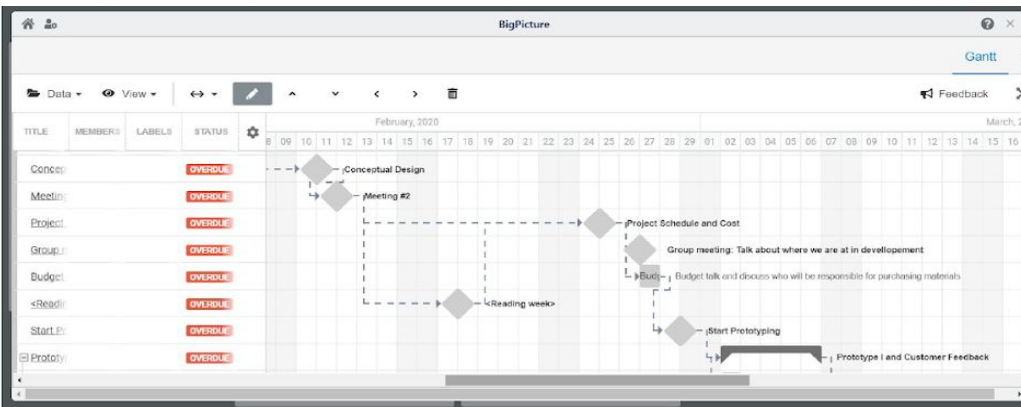 BigPicture
Gantt
Data View Feedback
TITLE MEMBERS LABELS STATUS
February, 2020 March, 2
8 09 10 11 12 13 14 15 16 17 18 19 20 21 22 23 24 25 26 27 28 29 01 02 03 04 05 06 07 08 09 10 11 12 13 14 15 16
Concep OVERDUE Conceptual Design
Meeting OVERDUE Meeting #2
Project OVERDUE Project Schedule and Cost
Group OVERDUE Group meeting: Talk about where we are at in devellopement
Budget OVERDUE Budg Budget talk and discuss who will be responsible for purchasing materials
<Readin OVERDUE <Reading week>
Start Pr OVERDUE Start Prototyping
Prototy OVERDUE Prototype I and Customer Feedback